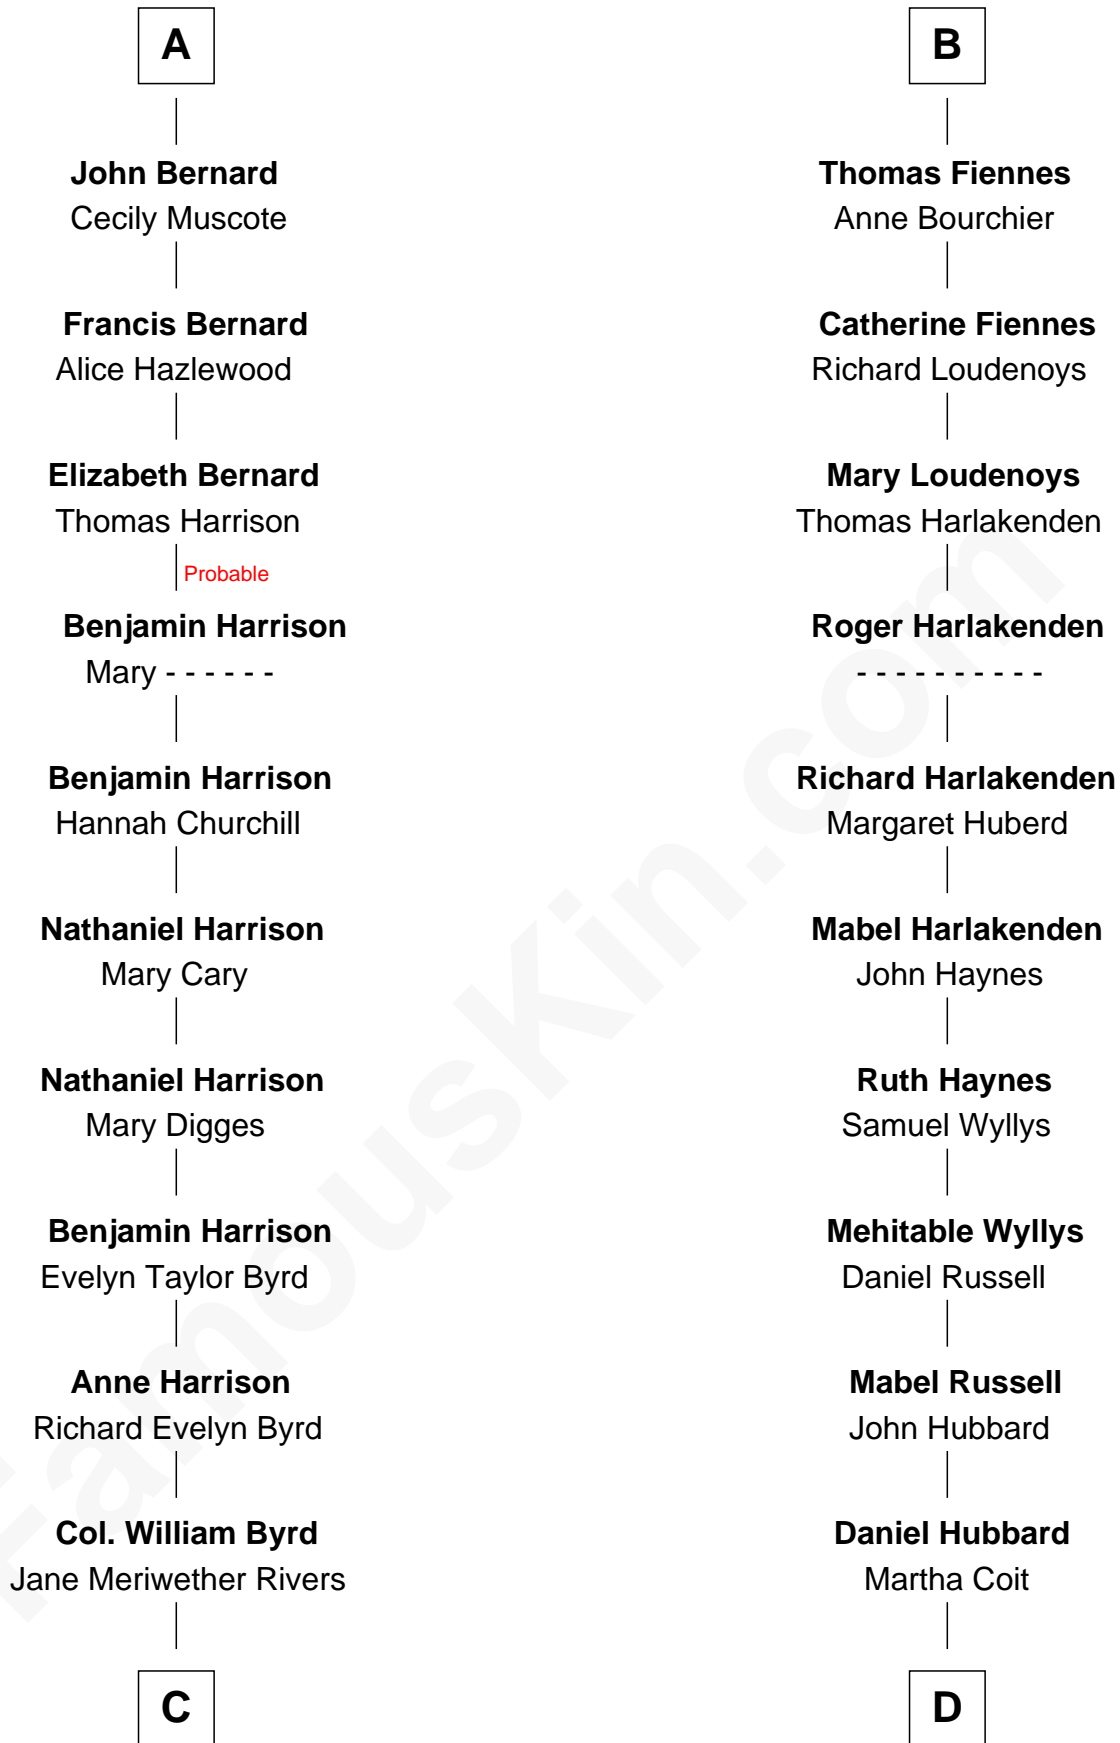 A
John Bernard
Cecily Muscote
Francis Bernard
Alice Hazlewood
Elizabeth Bernard
Thomas Harrison
Probable
Benjamin Harrison
Mary - - - - - -
Benjamin Harrison
Hannah Churchill
Nathaniel Harrison
Mary Cary
Nathaniel Harrison
Mary Digges
Benjamin Harrison
Evelyn Taylor Byrd
Anne Harrison
Richard Evelyn Byrd
Col. William Byrd
Jane Meriwether Rivers
C
B
Thomas Fiennes
Anne Bourchier
Catherine Fiennes
Richard Loudenoys
Mary Loudenoys
Thomas Harlakenden
Roger Harlakenden
- - - - - - - - - -
Richard Harlakenden
Margaret Huberd
Mabel Harlakenden
John Haynes
Ruth Haynes
Samuel Wyllys
Mehitable Wyllys
Daniel Russell
Mabel Russell
John Hubbard
Daniel Hubbard
Martha Coit
D
FamousKin.com